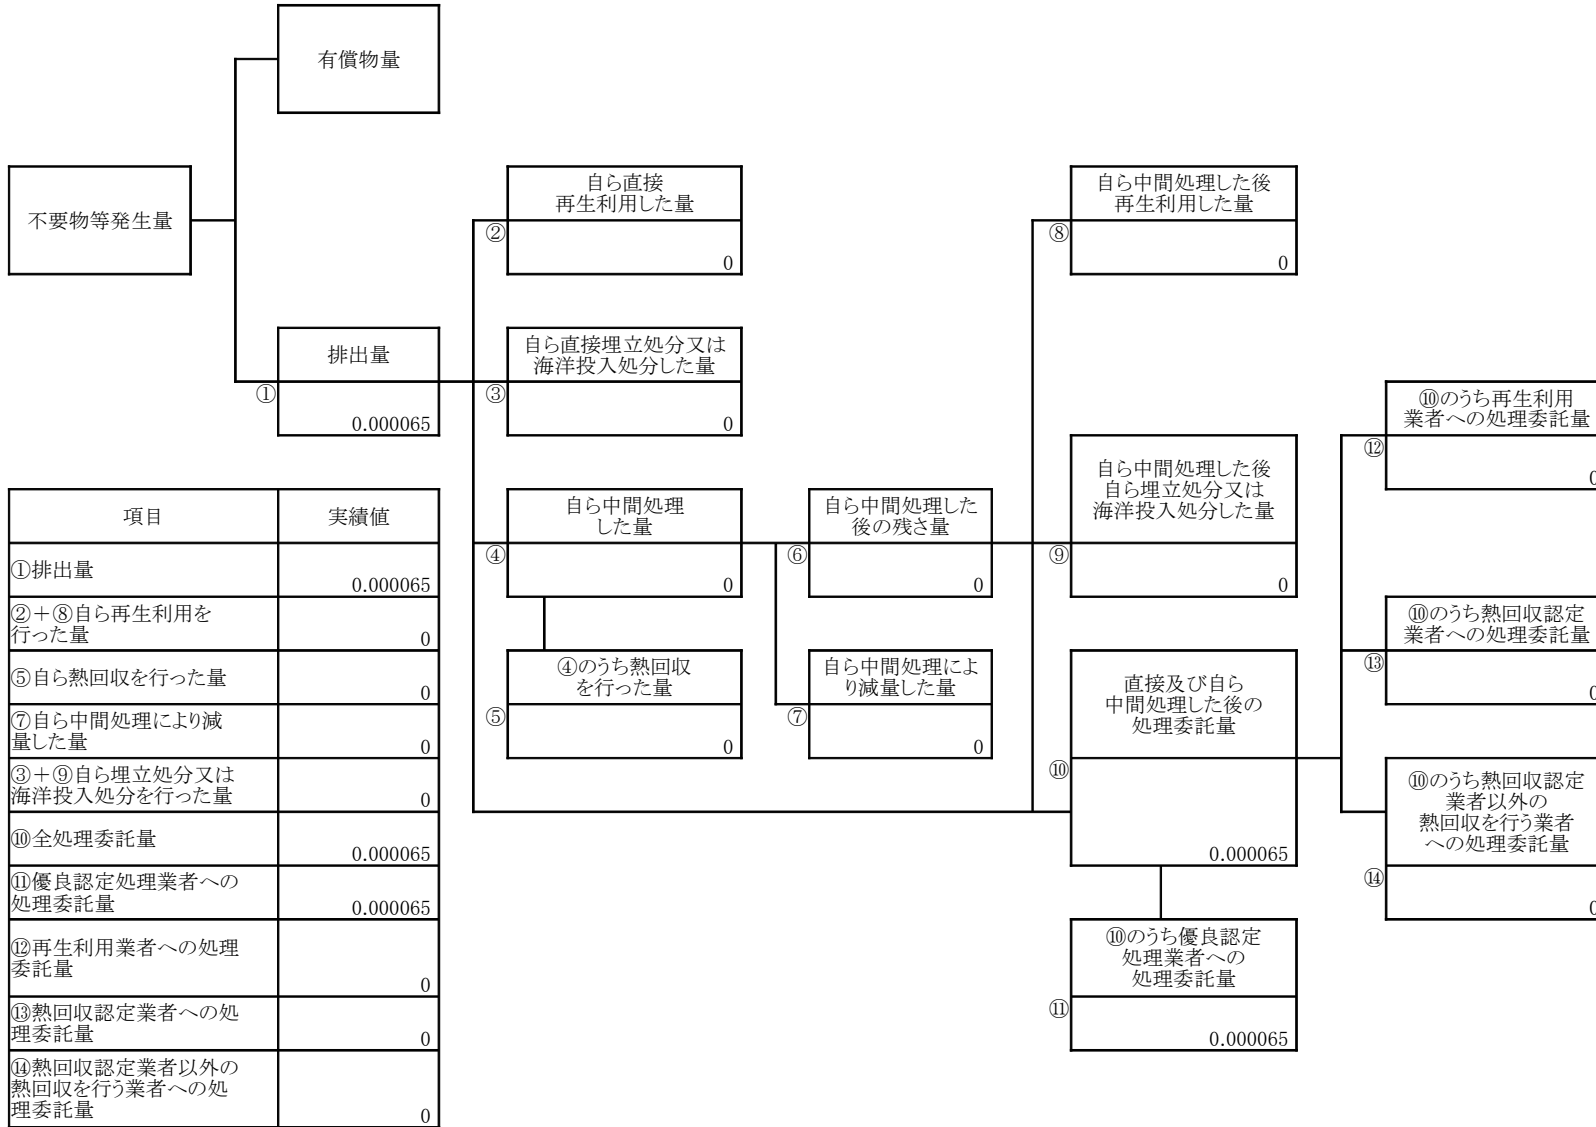 有償物量
不要物等発生量
自ら直接
再生利用した量
②
0
自ら中間処理した後
再生利用した量
⑧
0
排出量
①
0.000065
自ら直接埋立処分又は
海洋投入処分した量
③
0
⑩のうち再生利用
業者への処理委託量
⑫
0
自ら中間処理した後
自ら埋立処分又は
海洋投入処分した量
⑨
0
自ら中間処理
した量
④
0
自ら中間処理した
後の残さ量
⑥
0
⑩のうち熱回収認定
業者への処理委託量
⑬
0
④のうち熱回収
を行った量
⑤
0
自ら中間処理によ
り減量した量
⑦
0
直接及び自ら
中間処理した後の
処理委託量
⑩
0.000065
⑩のうち熱回収認定
業者以外の
熱回収を行う業者
への処理委託量
⑭
0
⑩のうち優良認定
処理業者への
処理委託量
⑪
0.000065
項目 実績値
①排出量
0.000065
②+⑧自ら再生利用を
行った量
0
⑤自ら熱回収を行った量
0
⑦自ら中間処理により減
量した量
0
③+⑨自ら埋立処分又は
海洋投入処分を行った量
0
⑩全処理委託量
0.000065
⑪優良認定処理業者への
処理委託量
0.000065
⑫再生利用業者への処理
委託量
0
⑬熱回収認定業者への処
理委託量
0
⑭熱回収認定業者以外の
熱回収を行う業者への処
理委託量
0